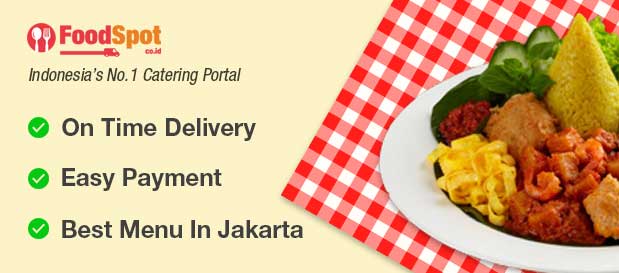 FoodSpot
co.id
Indonesia's No.1 Catering Portal
On Time Delivery
Easy Payment
Best Menu In Jakarta